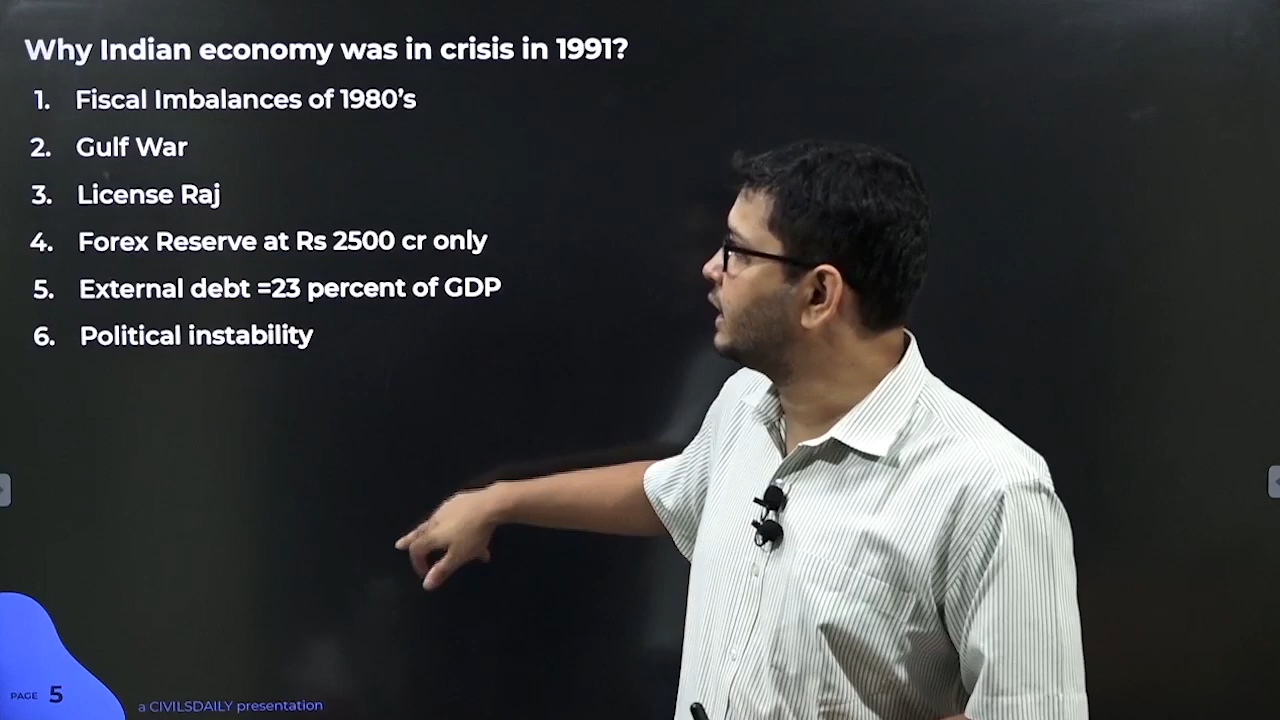 Why Indian economy was in crisis in 1991?
1. Fiscal Imbalances of 1980's
2. Gulf War
3. License Raj
4. Forex Reserve at Rs 2500 cr only
5. External debt =23 percent of GDP
6. Political instability
PAGE 5
a CIVILSDAILY presentation